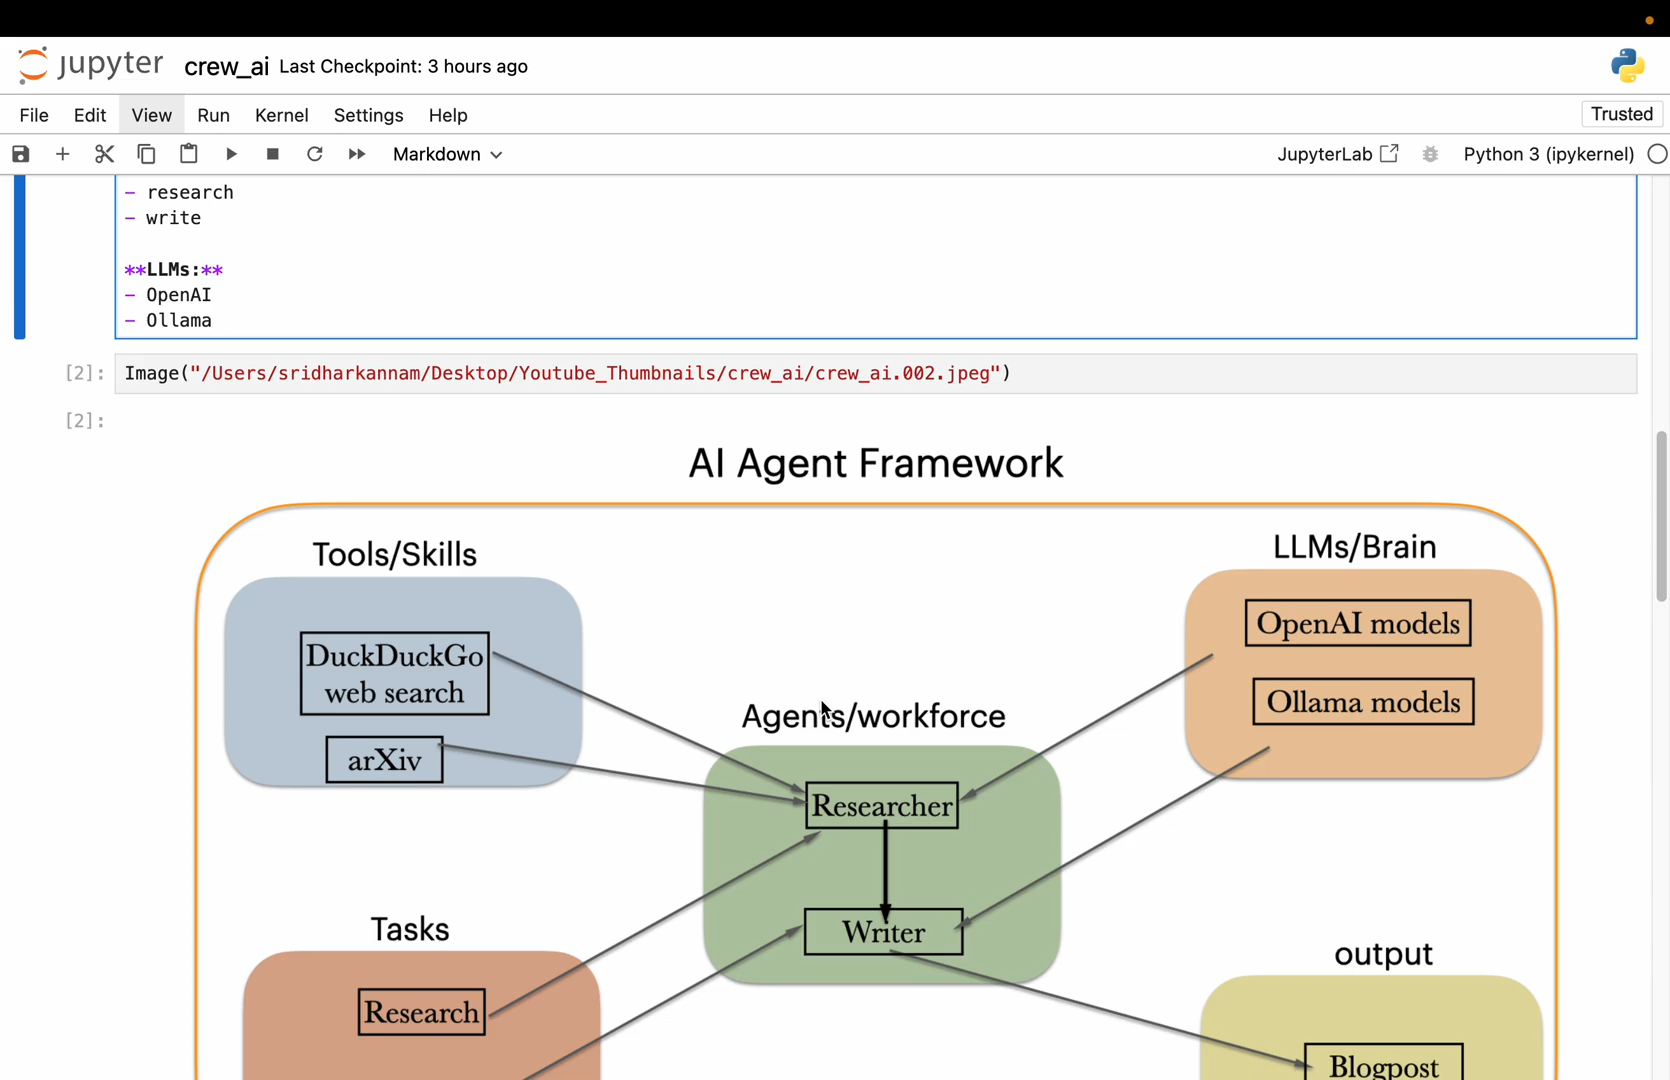 jupyter crew_ai Last Checkpoint: 3 hours ago
File Edit View Run Kernel Settings Help Trusted
Markdown JupyterLab Python 3 (ipykernel)
- research
- write
**LLMs:**
- OpenAI
- Ollama
[2]: Image("/Users/sridharkannam/Desktop/Youtube_Thumbnails/crew_ai/crew_ai.002.jpeg")
[2]:
AI Agent Framework
Tools/Skills
DuckDuckGo
web search
arXiv
LLMs/Brain
OpenAI models
Ollama models
Agents/workforce
Researcher
Writer
Tasks
Research
output
Blogpost